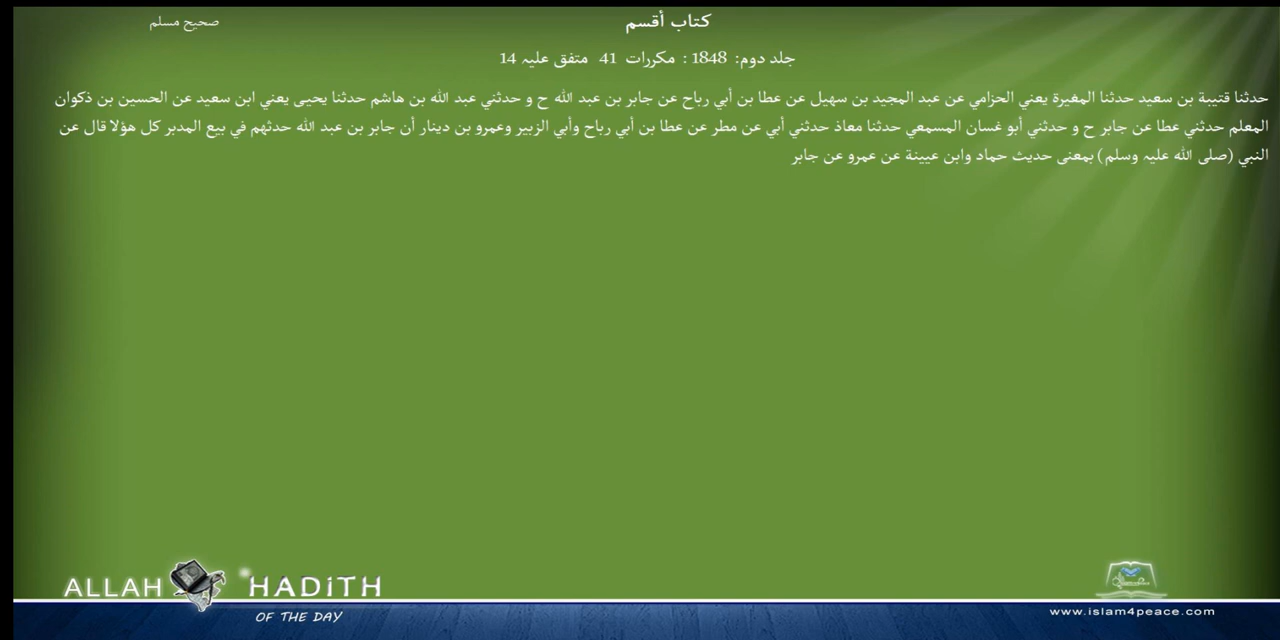 كتاب أقسم
صحيح مسلم
جلد دوم: 1848 : مكررات 41 متفق عليہ 14
حدثنا قتيبة بن سعيد حدثنا المغيرة يعني الحزامي عن عبد المجيد بن سهيل عن عطا بن أبي رباح عن جابر بن عبد الله ح و حدثني عبد الله بن هاشم حدثنا يحيى يعني ابن سعيد عن الحسين بن ذكوان
المعلم حدثني عطا عن جابر ح و حدثني أبو غسان المسمعي حدثنا معاذ حدثني أبي عن مطر عن عطا بن أبي رباح وأبي الزبير وعمرو بن دينار أن جابر بن عبد الله حدثهم في بيع المدبر كل هؤلا قال عن
النبي (صلى الله عليہ وسلم) بمعنى حديث حماد وابن عيينة عن عمرو عن جابر
ALLAH HADITH
OF THE DAY
www.islam4peace.com